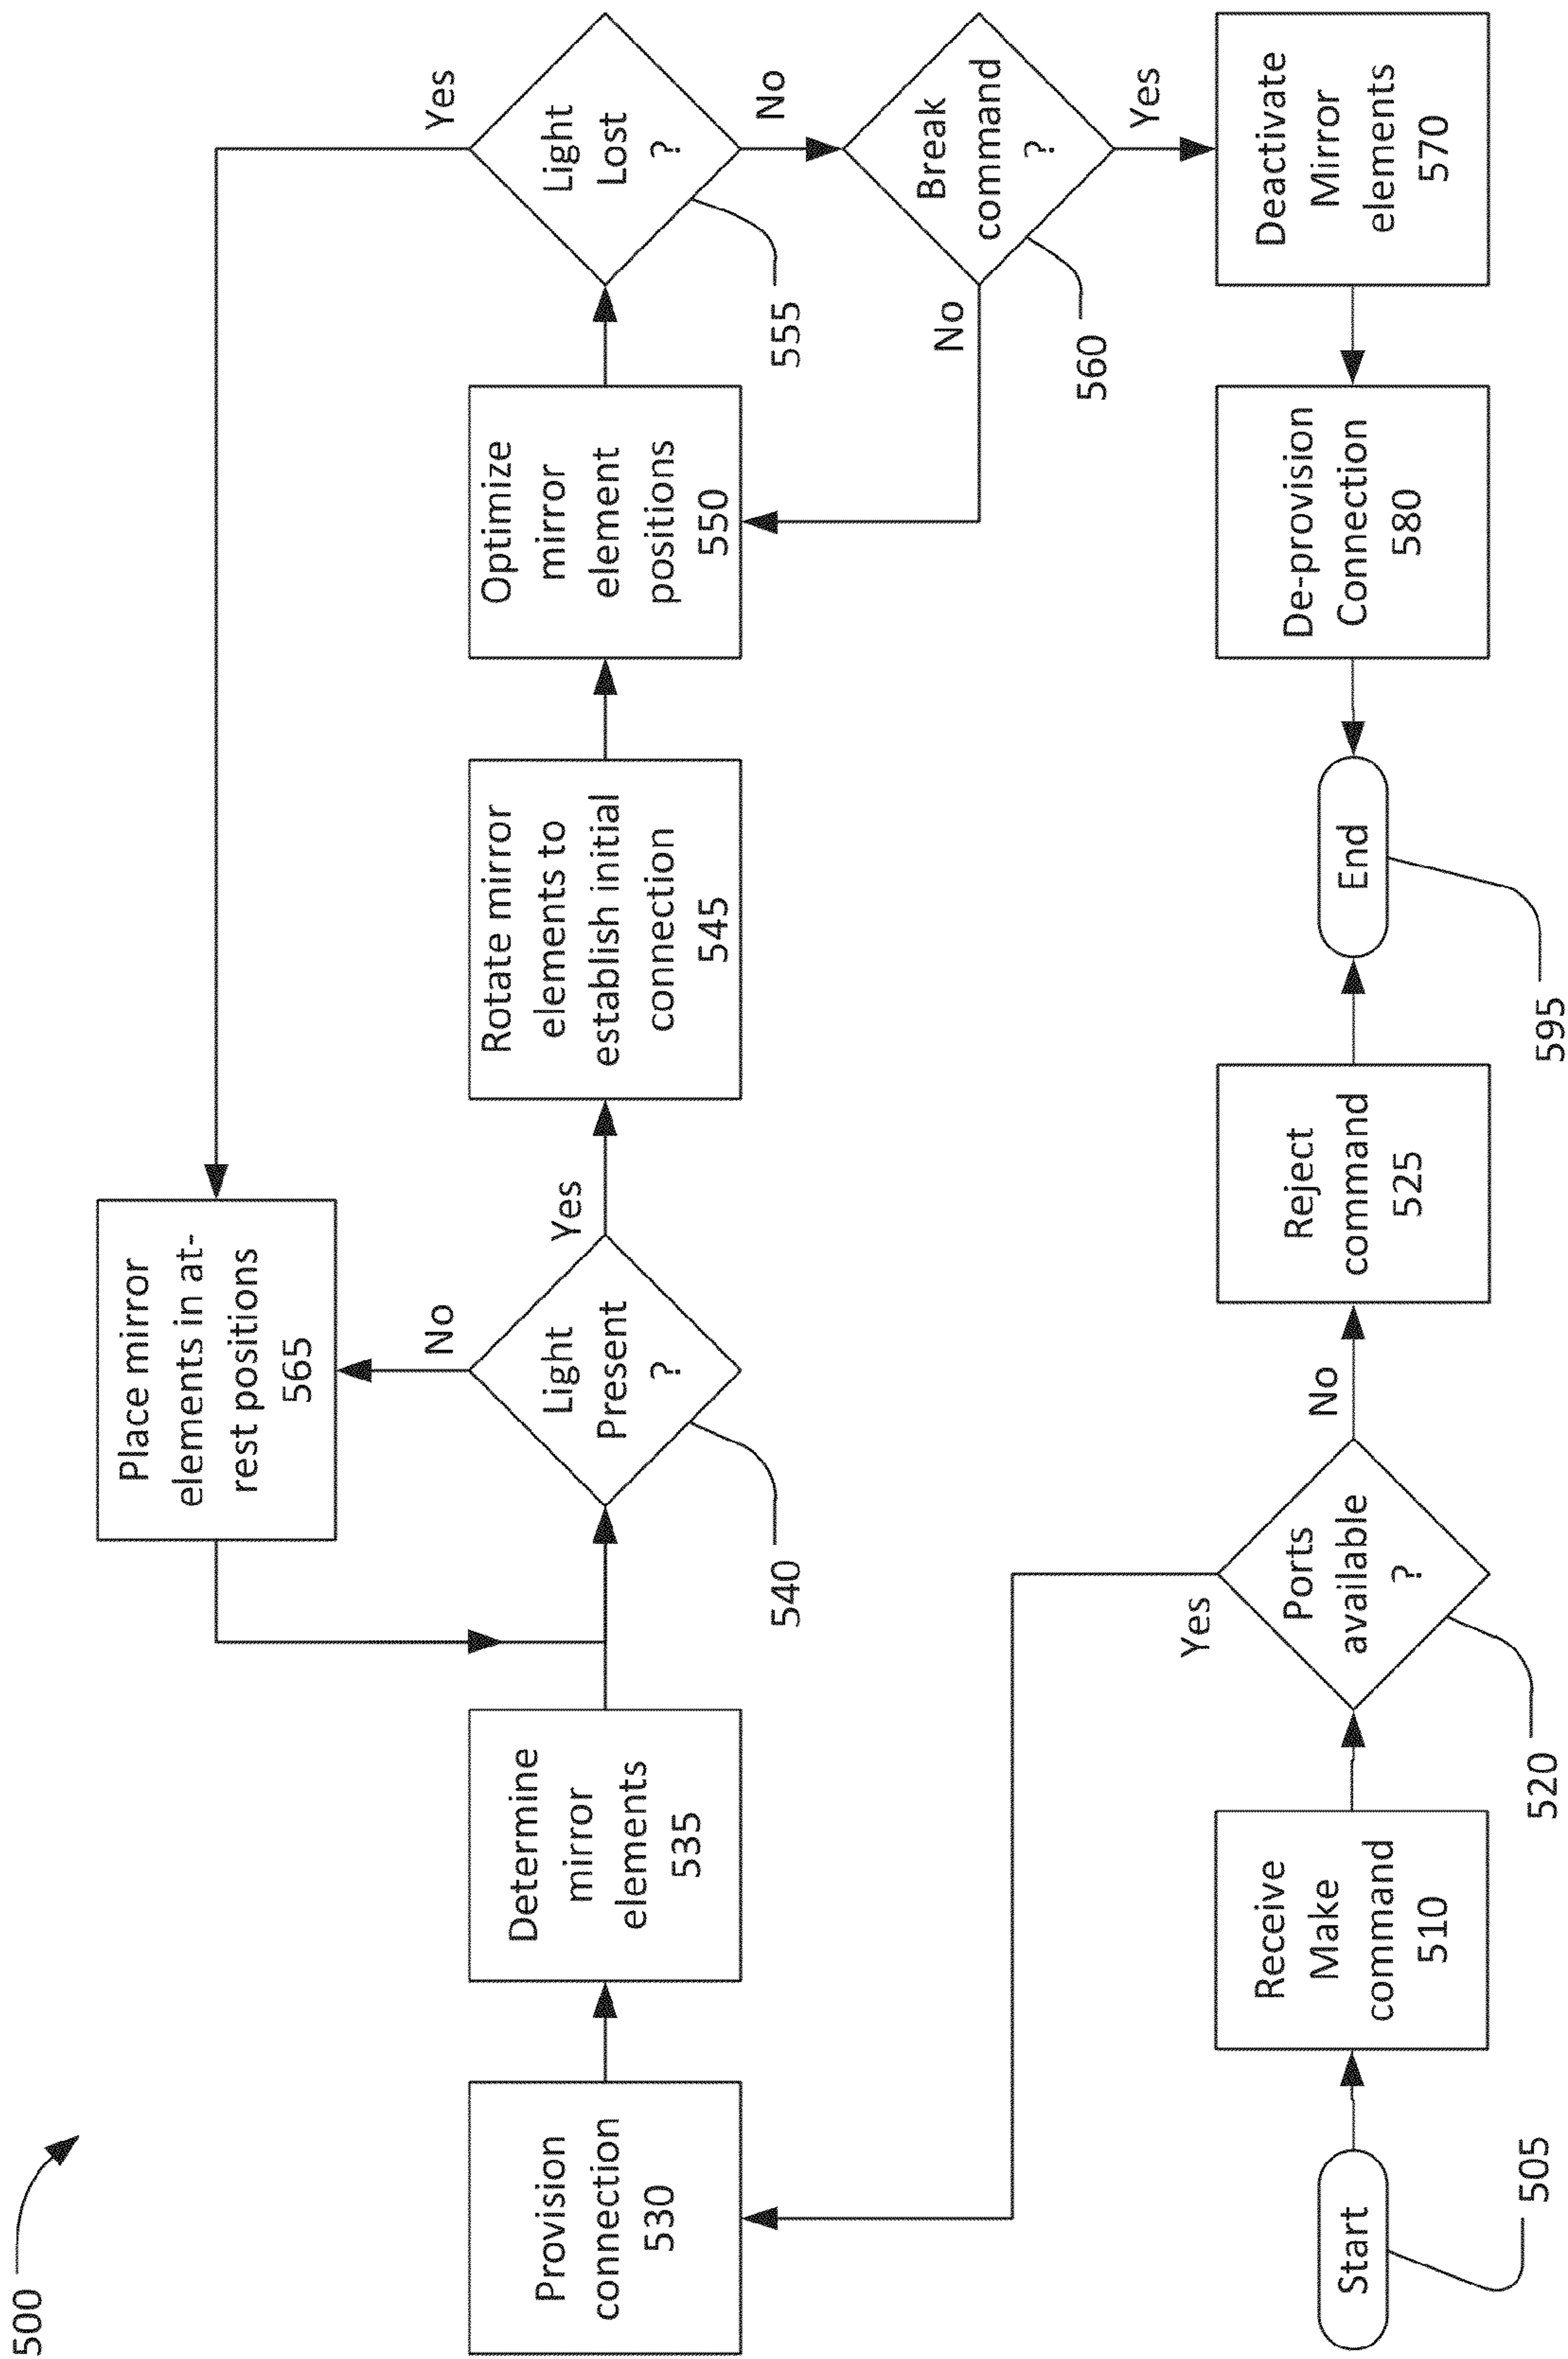 500
Place mirror
elements in at-
rest positions
565
Provision
connection
530
Determine
mirror
elements
535
Light
Present
?
540
No
Yes
Rotate mirror
elements to
establish initial
connection
545
Optimize
mirror
element
positions
550
Light
Lost
?
555
Yes
No
Break
command
?
560
No
Yes
Start
505
Receive
Make
command
510
Ports
available
?
520
Yes
No
Reject
command
525
End
595
De-provision
Connection
580
Deactivate
Mirror
elements
570